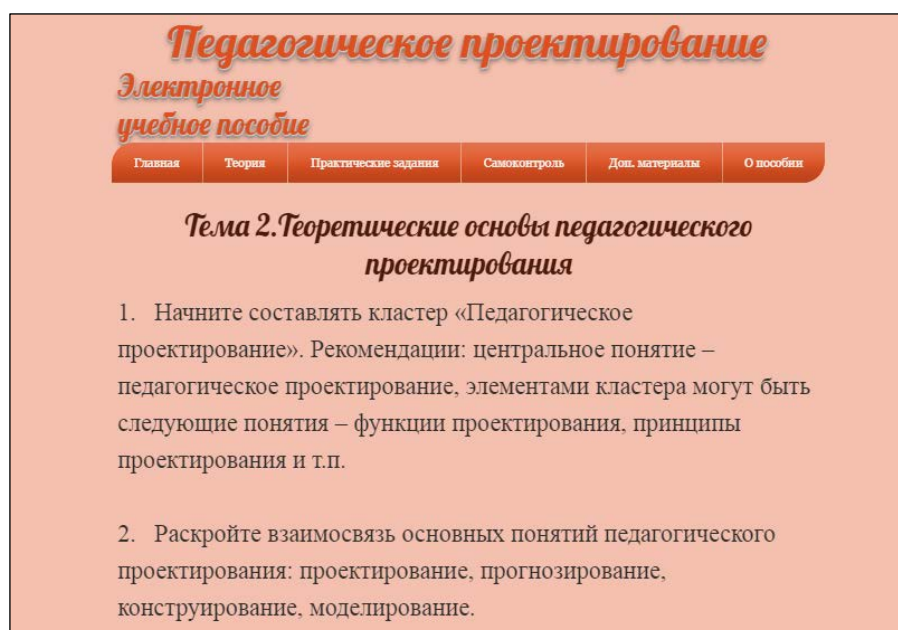 Педагогическое проектирование
Электронное
учебное пособие
Главная Теория Практические задания Самоконтроль Доп. материалы О пособии
Тема 2.Теоретические основы педагогического
проектирования
1. Начните составлять кластер «Педагогическое
проектирование». Рекомендации: центральное понятие –
педагогическое проектирование, элементами кластера могут быть
следующие понятия – функции проектирования, принципы
проектирования и т.п.
2. Раскройте взаимосвязь основных понятий педагогического
проектирования: проектирование, прогнозирование,
конструирование, моделирование.